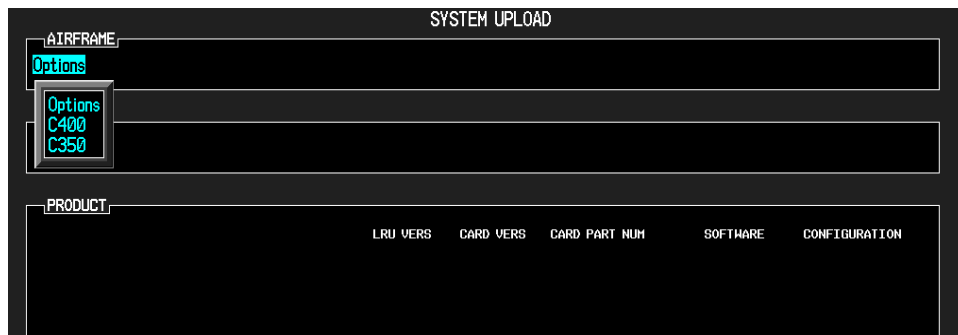 SYSTEM UPLOAD
AIRFRAME
Options
Options
C400
C350
PRODUCT
LRU VERS CARD VERS CARD PART NUM SOFTWARE CONFIGURATION